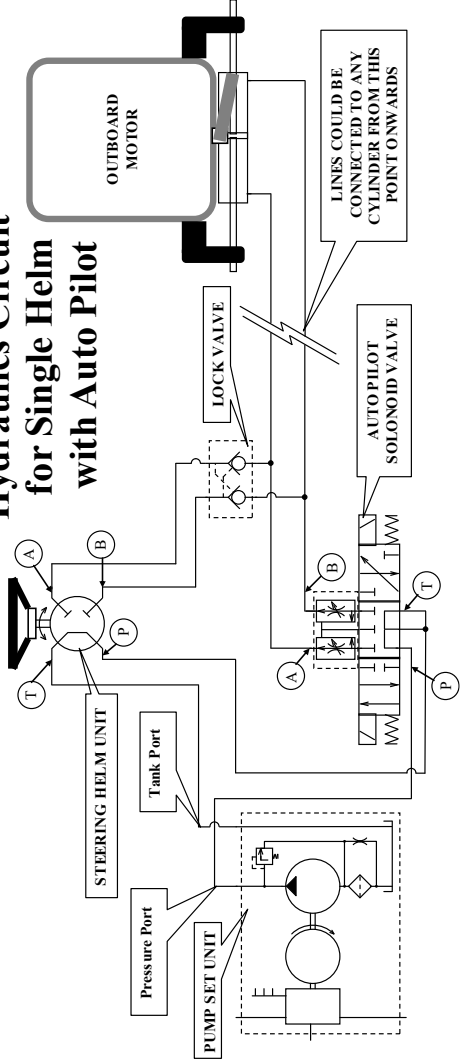 Hydraulics Circuit
for Single Helm
with Auto Pilot
OUTBOARD
MOTOR
LINES COULD BE
CONNECTED TO ANY
CYLINDER FROM THIS
POINT ONWARDS
LOCK VALVE
AUTO PILOT
SOLONOID VALVE
A
B
T
P
STEERING HELM UNIT
Tank Port
Pressure Port
PUMP SET UNIT
A
B
T
P